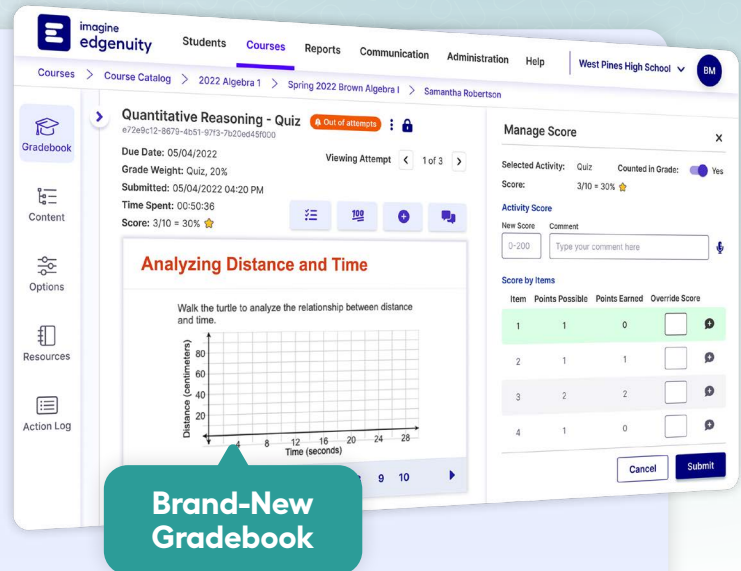 imagine
edgenuity
Students Courses Reports Communication Administration Help West Pines High School BM
Courses > Course Catalog > 2022 Algebra 1 > Spring 2022 Brown Algebra I > Samantha Robertson
Gradebook
Content
Options
Resources
Action Log
Quantitative Reasoning - Quiz Out of attempts
e72e9c12-8679-4b51-97f3-7b20ed45f000
Due Date: 05/04/2022
Viewing Attempt < 1 of 3 >
Grade Weight: Quiz, 20%
Submitted: 05/04/2022 04:20 PM
Time Spent: 00:50:36
Score: 3/10 = 30%
100
Analyzing Distance and Time
Walk the turtle to analyze the relationship between distance
and time.
Distance (centimeters)
80
60
40
20
4 8 12 16 20 24 28
Time (seconds)
9 10
Manage Score X
Selected Activity: Quiz Counted in Grade: Yes
Score: 3/10 = 30%
Activity Score
New Score Comment
0-200 Type your comment here
Score by Items
Item Points Possible Points Earned Override Score
1 1 0
2 1 1
3 2 2
4 1 0
Cancel Submit
Brand-New
Gradebook